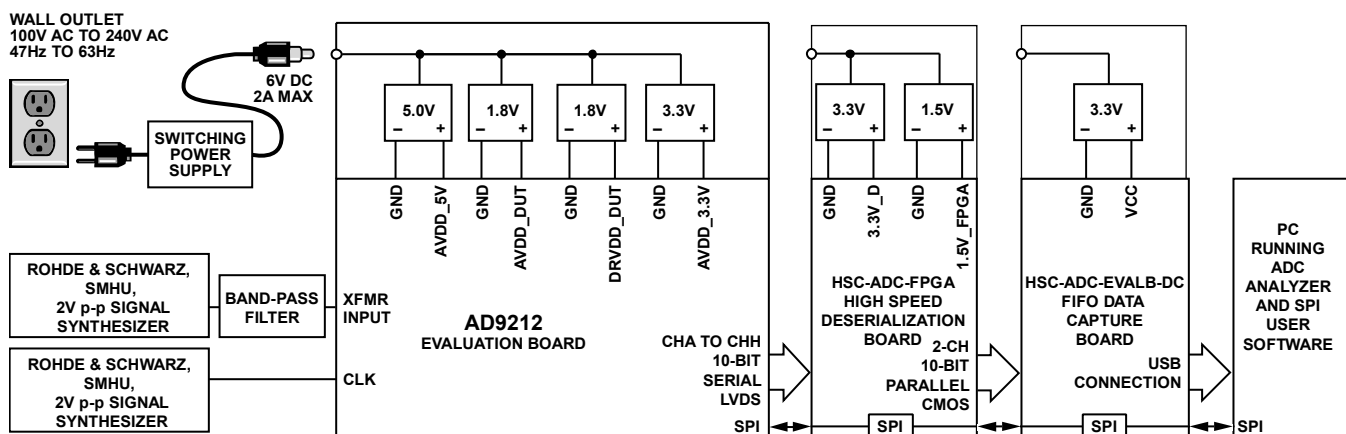 WALL OUTLET
100V AC TO 240V AC
47Hz TO 63Hz
6V DC
2A MAX
SWITCHING
POWER
SUPPLY
5.0V
– +
1.8V
– +
1.8V
– +
3.3V
– +
3.3V
– +
1.5V
– +
3.3V
– +
GND
AVDD_5V
GND
AVDD_DUT
GND
DRVDD_DUT
GND
AVDD_3.3V
GND
3.3V_D
GND
1.5V_FPGA
GND
VCC
ROHDE & SCHWARZ,
SMHU,
2V p-p SIGNAL
SYNTHESIZER
BAND-PASS
FILTER
XFMR
INPUT
ROHDE & SCHWARZ,
SMHU,
2V p-p SIGNAL
SYNTHESIZER
CLK
AD9212
EVALUATION BOARD
CHA TO CHH
10-BIT
SERIAL
LVDS
SPI
HSC-ADC-FPGA
HIGH SPEED
DESERIALIZATION
BOARD
2-CH
10-BIT
PARALLEL
CMOS
SPI
HSC-ADC-EVALB-DC
FIFO DATA
CAPTURE
BOARD
USB
CONNECTION
SPI
PC
RUNNING
ADC
ANALYZER
AND SPI
USER
SOFTWARE
SPI